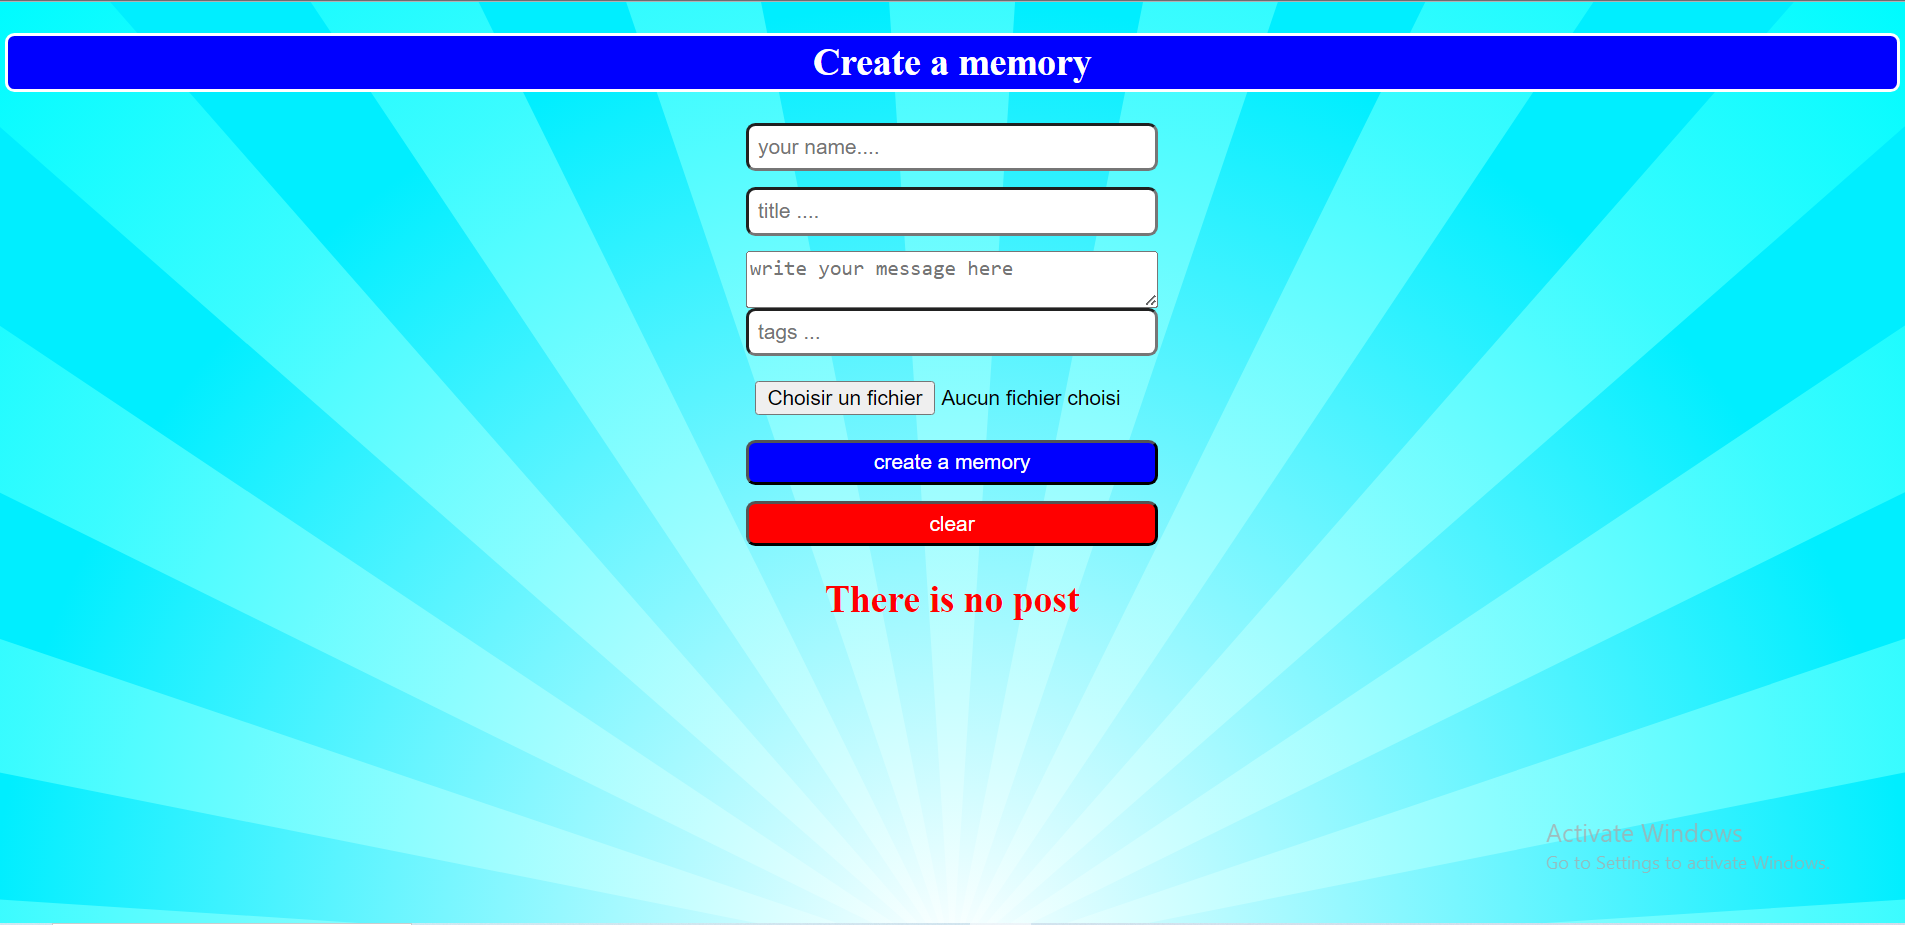 Create a memory
your name....
title ....
write your message here
tags ...
Choisir un fichier Aucun fichier choisi
create a memory
clear
There is no post
Activate Windows
Go to Settings to activate Windows.